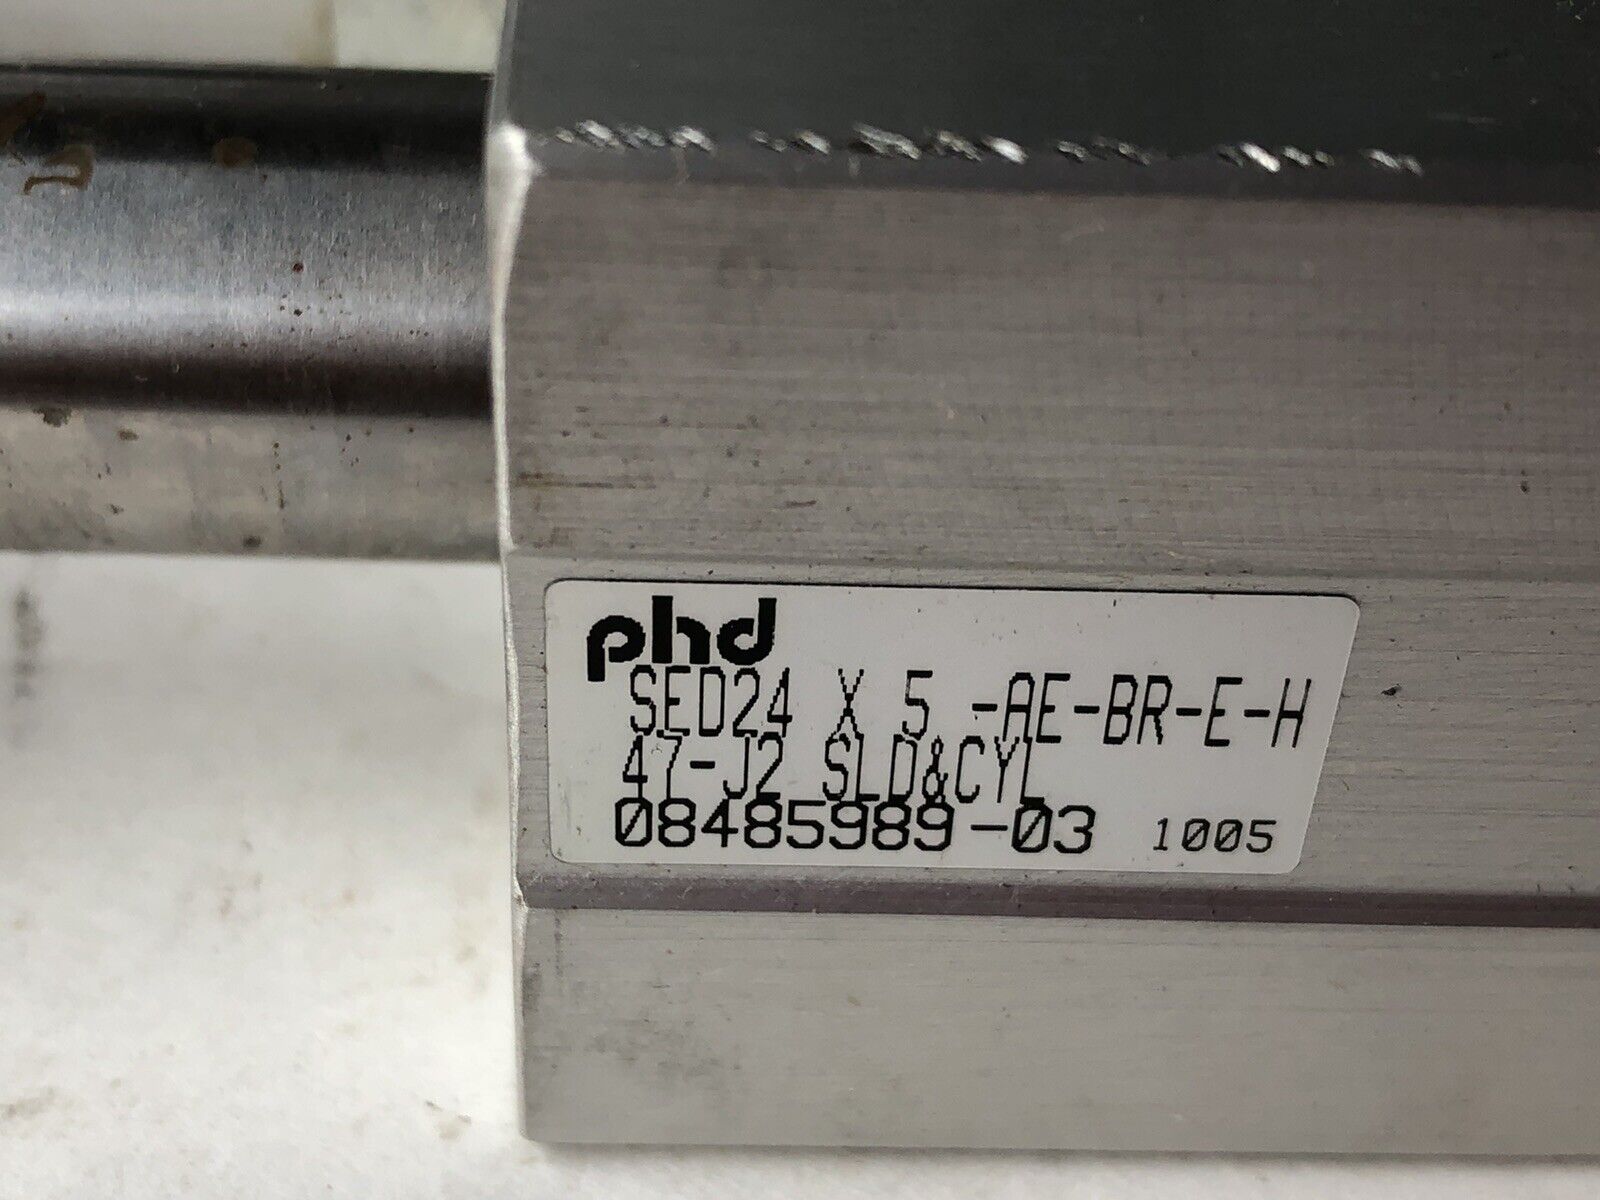 phd
SED24 X 5 -AE-BR-E-H
47-J2 SLD&CYL
08485989-03 1005